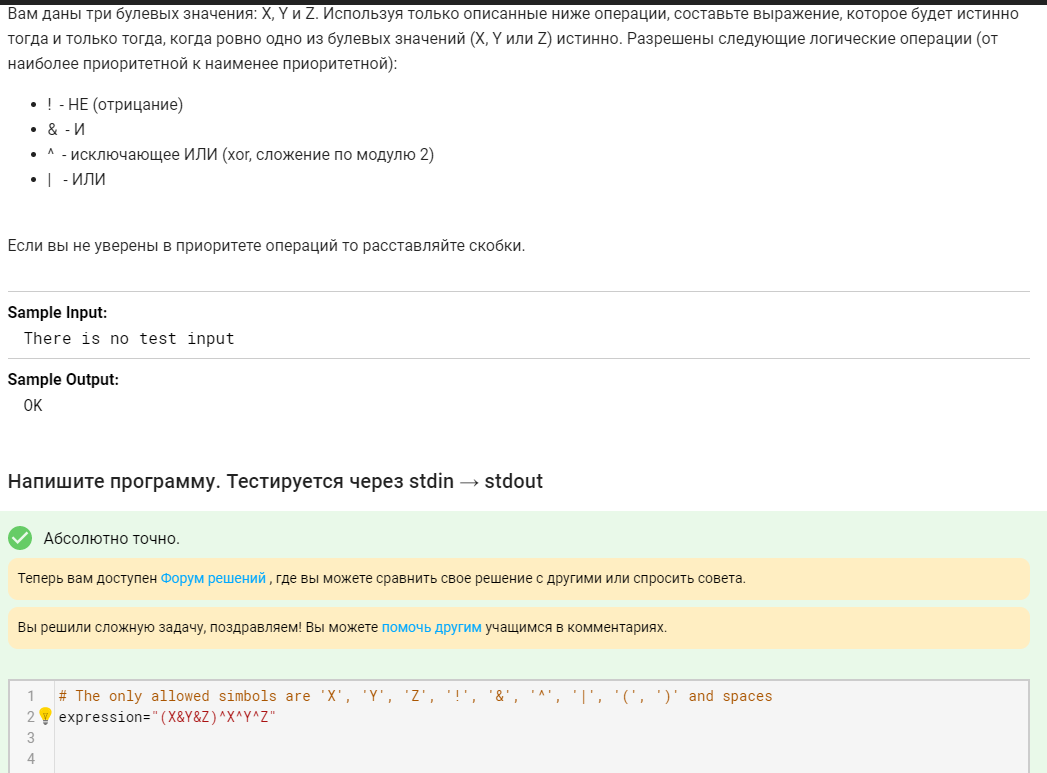 Вам даны три булевых значения: X, Y и Z. Используя только описанные ниже операции, составьте выражение, которое будет истинно
тогда и только тогда, когда ровно одно из булевых значений (X, Y или Z) истинно. Разрешены следующие логические операции (от
наиболее приоритетной к наименее приоритетной):
• ! - НЕ (отрицание)
• & - И
• ^ - исключающее ИЛИ (xor, сложение по модулю 2)
• | - ИЛИ
Если вы не уверены в приоритете операций то расставляйте скобки.
Sample Input:
There is no test input
Sample Output:
OK
Напишите программу. Тестируется через stdin → stdout
Абсолютно точно.
Теперь вам доступен Форум решений , где вы можете сравнить свое решение с другими или спросить совета.
Вы решили сложную задачу, поздравляем! Вы можете помочь другим учащимся в комментариях.
1 # The only allowed simbols are 'X', 'Y', 'Z', '!', '&', '^', '|', '(', ')' and spaces
2 expression="(X&Y&Z)^X^Y^Z"
3
4